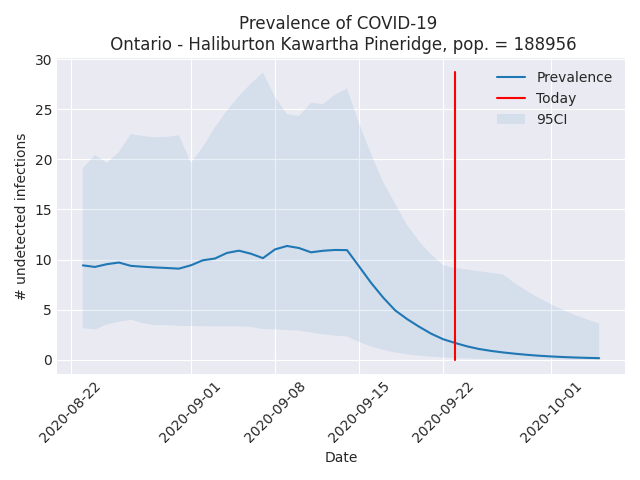 Prevalence of COVID-19
Ontario - Haliburton Kawartha Pineridge, pop. = 188956
30
25
20
15
10
5
0
# undetected infections
Prevalence
Today
95CI
2020-08-22
2020-09-01
2020-09-08
2020-09-15
2020-09-22
2020-10-01
Date